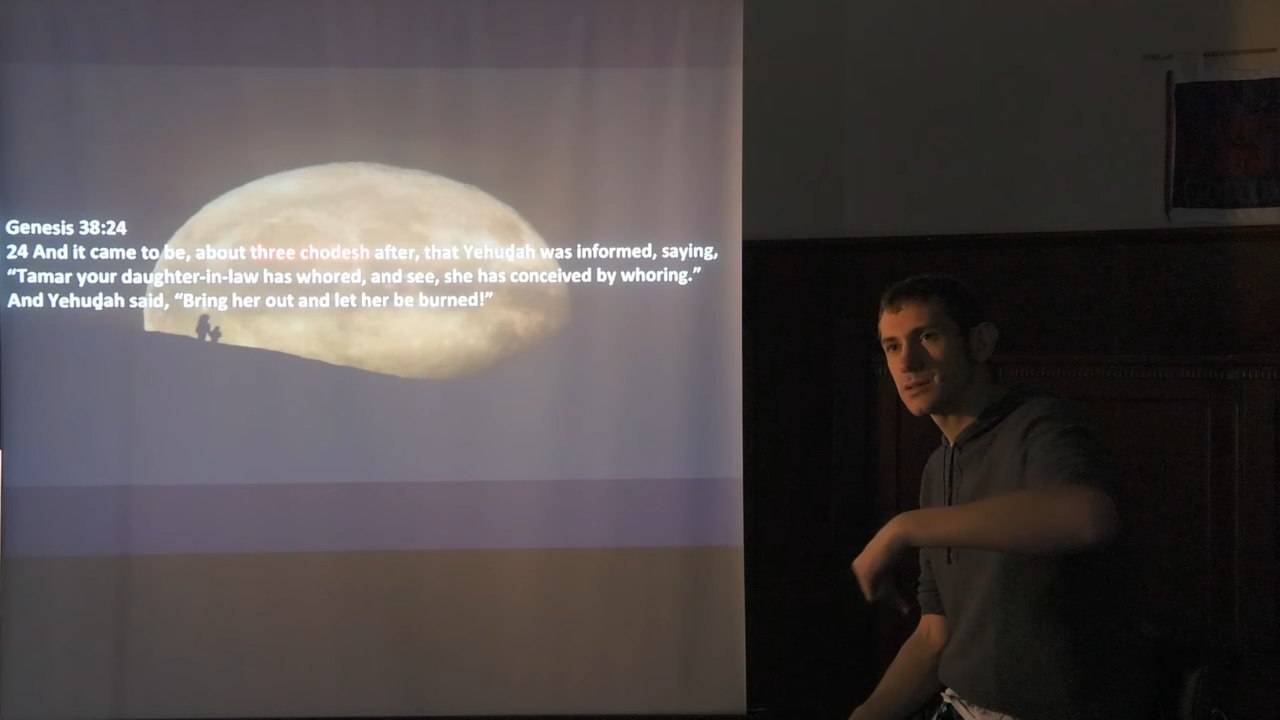 Genesis 38:24
24 And it came to be, about three chodesh after, that Yehuḏah was informed, saying,
“Tamar your daughter-in-law has whored, and see, she has conceived by whoring.”
And Yehuḏah said, “Bring her out and let her be burned!”